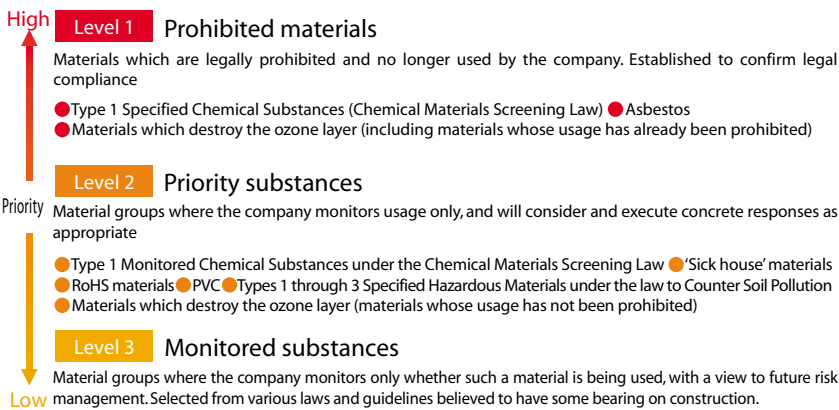 High
Level 1 Prohibited materials
Materials which are legally prohibited and no longer used by the company. Established to confirm legal
compliance
●Type 1 Specified Chemical Substances (Chemical Materials Screening Law) ●Asbestos
●Materials which destroy the ozone layer (including materials whose usage has already been prohibited)
Level 2 Priority substances
Priority
Material groups where the company monitors usage only, and will consider and execute concrete responses as
appropriate
●Type 1 Monitored Chemical Substances under the Chemical Materials Screening Law ●‘Sick house’ materials
●RoHS materials ●PVC ●Types 1 through 3 Specified Hazardous Materials under the law to Counter Soil Pollution
●Materials which destroy the ozone layer (materials whose usage has not been prohibited)
Level 3 Monitored substances
Material groups where the company monitors only whether such a material is being used, with a view to future risk
management. Selected from various laws and guidelines believed to have some bearing on construction.
Low